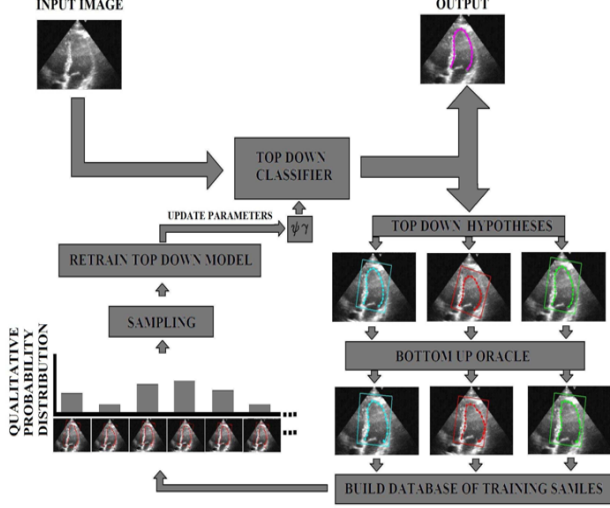 INPUT IMAGE
OUTPUT
TOP DOWN
CLASSIFIER
UPDATE PARAMETERS
ψγ
TOP DOWN HYPOTHESES
RETRAIN TOP DOWN MODEL
SAMPLING
BOTTOM UP ORACLE
QUALITATIVE
PROBABILITY
DISTRIBUTION
BUILD DATABASE OF TRAINING SAMLES